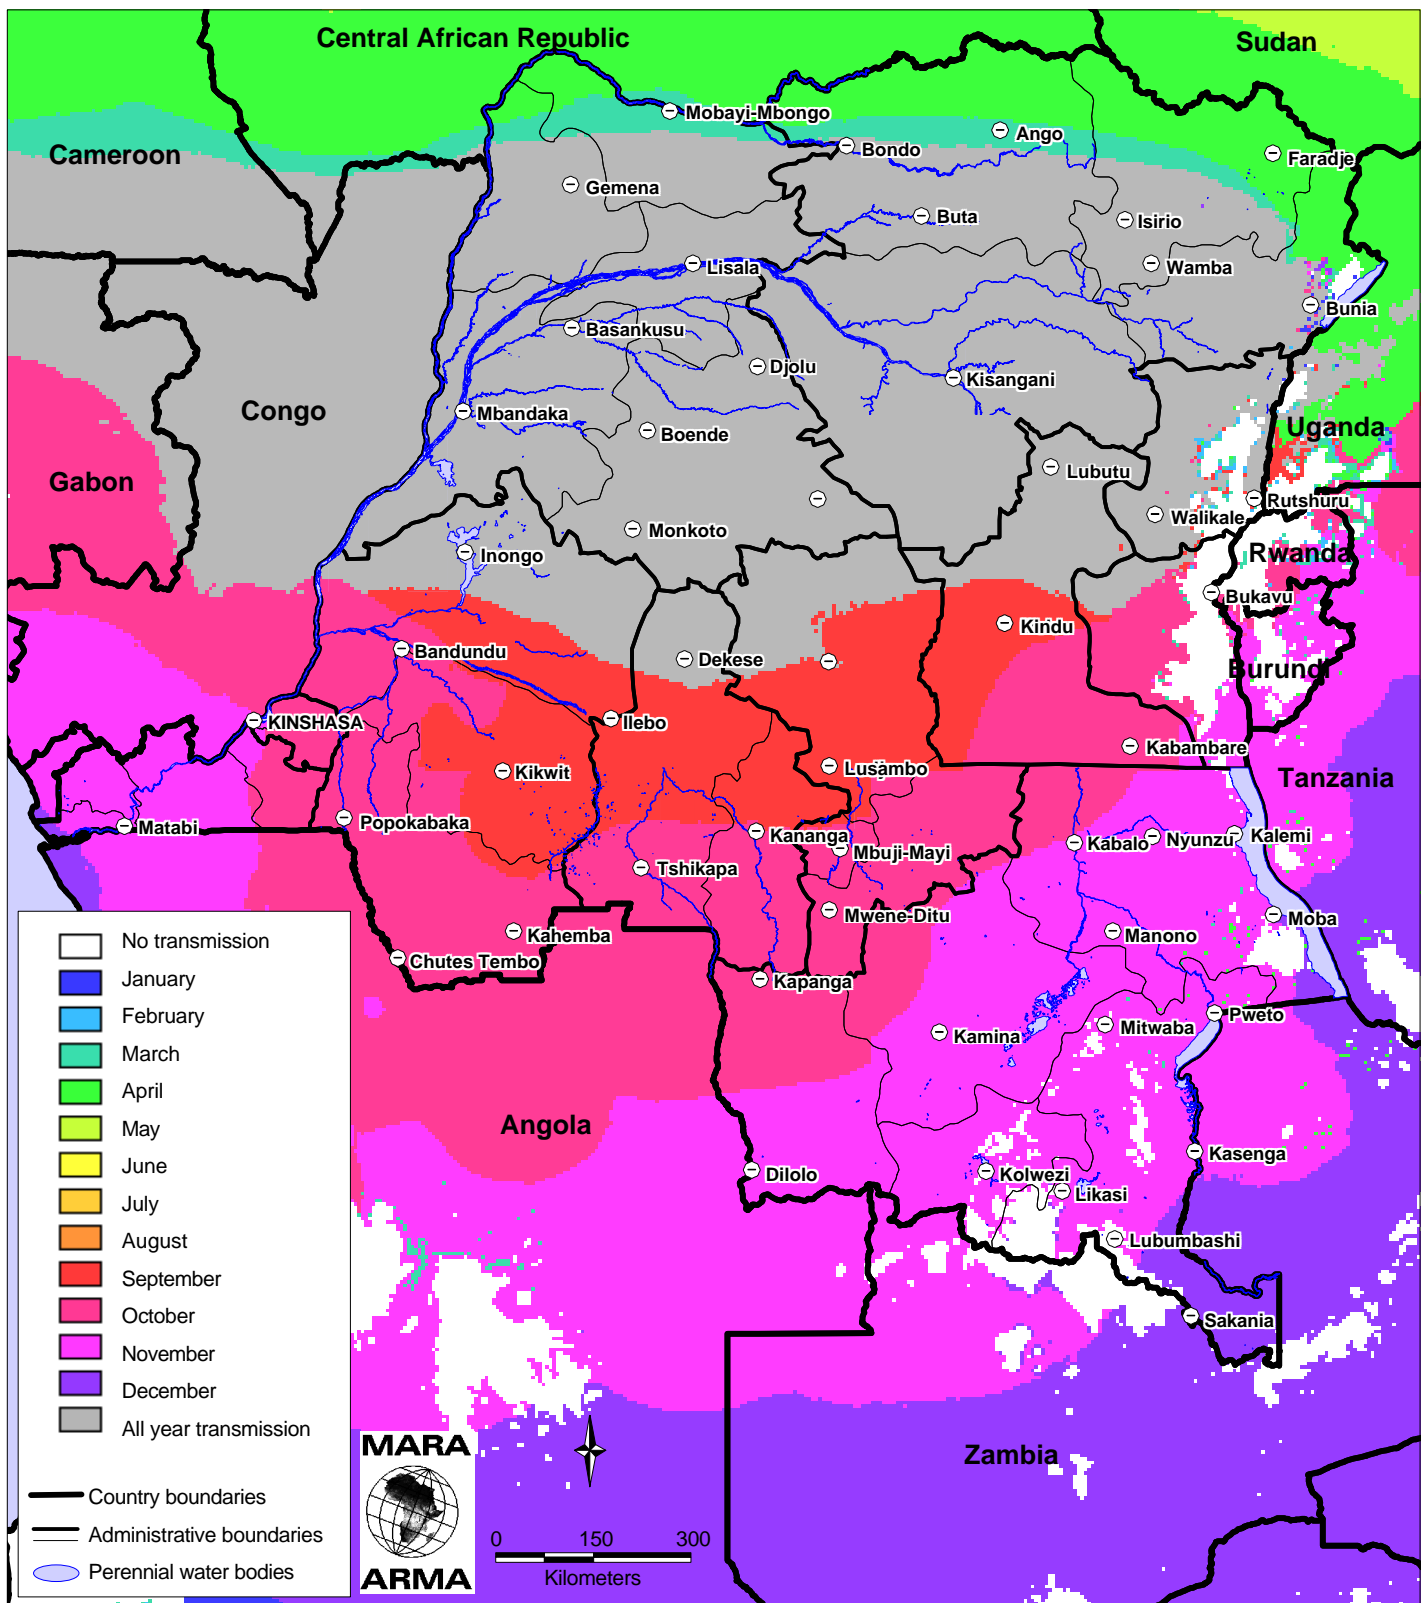 Central African Republic
Sudan
Mobayi-Mbongo
Ango
Cameroon
Bondo
Faradje
Gemena
Buta
Isirio
Lisala
Wamba
Bunia
Basankusu
Djolu
Kisangani
Congo
Mbandaka
Boende
Uganda
Gabon
Lubutu
Rutshuru
Walikale
Monkoto
Inongo
Rwanda
Bukavu
Kindu
Bandundu
Dekese
Burundi
KINSHASA
Ilebo
Kabambare
Kikwit
Lusambo
Tanzania
Matabi
Popokabaka
Kananga
Mbuji-Mayi
Kabalo
Nyunzu
Kalemi
Tshikapa
Mwene-Ditu
Moba
Kahemba
Manono
Chutes Tembo
Kapanga
Pweto
Kamina
Mitwaba
Angola
Kasenga
Dilolo
Kolwezi
Likasi
Lubumbashi
Sakania
Zambia
No transmission
January
February
March
April
May
June
July
August
September
October
November
December
All year transmission
Country boundaries
Administrative boundaries
Perennial water bodies
MARA
ARMA
0 150 300
Kilometers